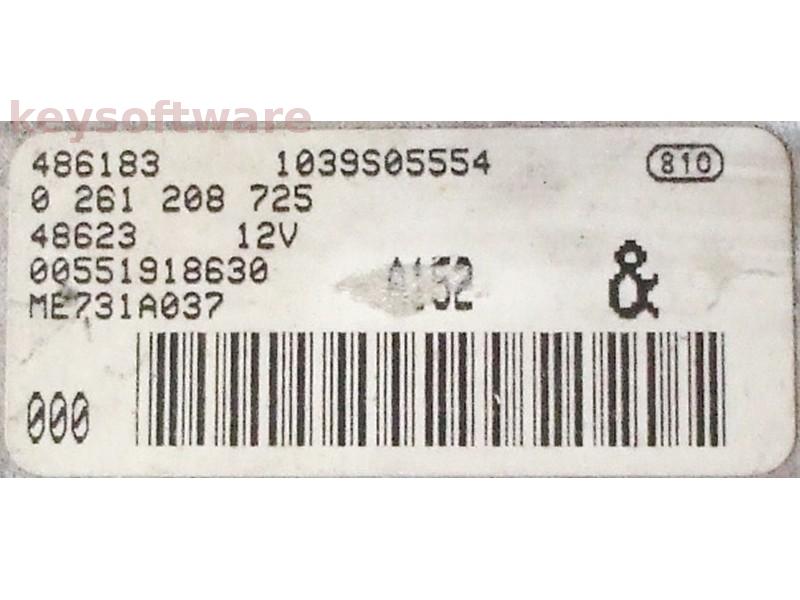 keysoftware
486183 1039S05554 810
0 261 208 725
48623 12V
00551918630
ME731A037 &
000